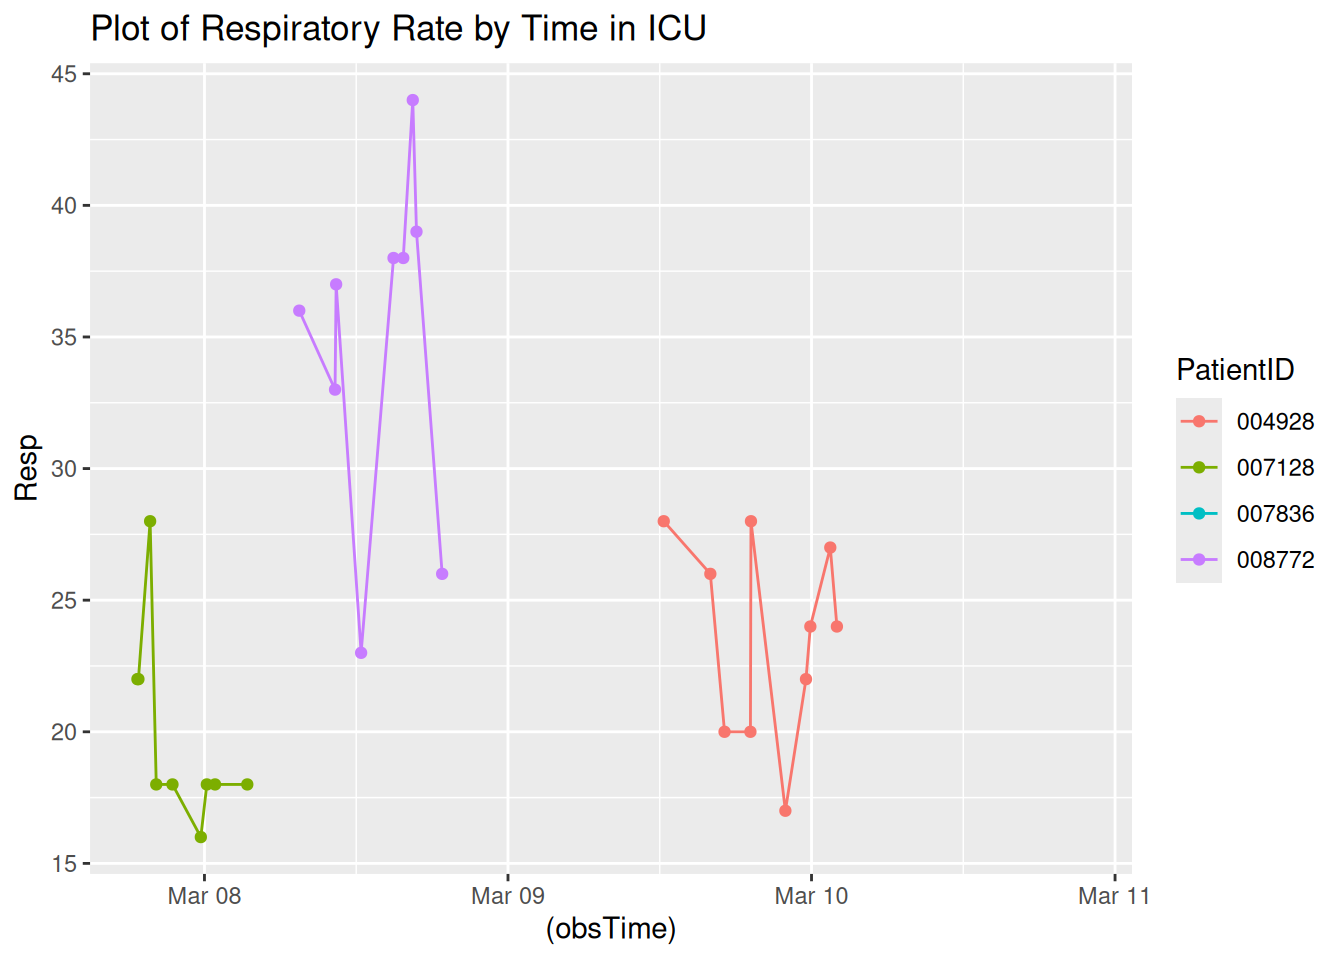 Plot of Respiratory Rate by Time in ICU
45
40
35
30
25
20
15
Resp
Mar 08
Mar 09
Mar 10
Mar 11
(obsTime)
PatientID
004928
007128
007836
008772